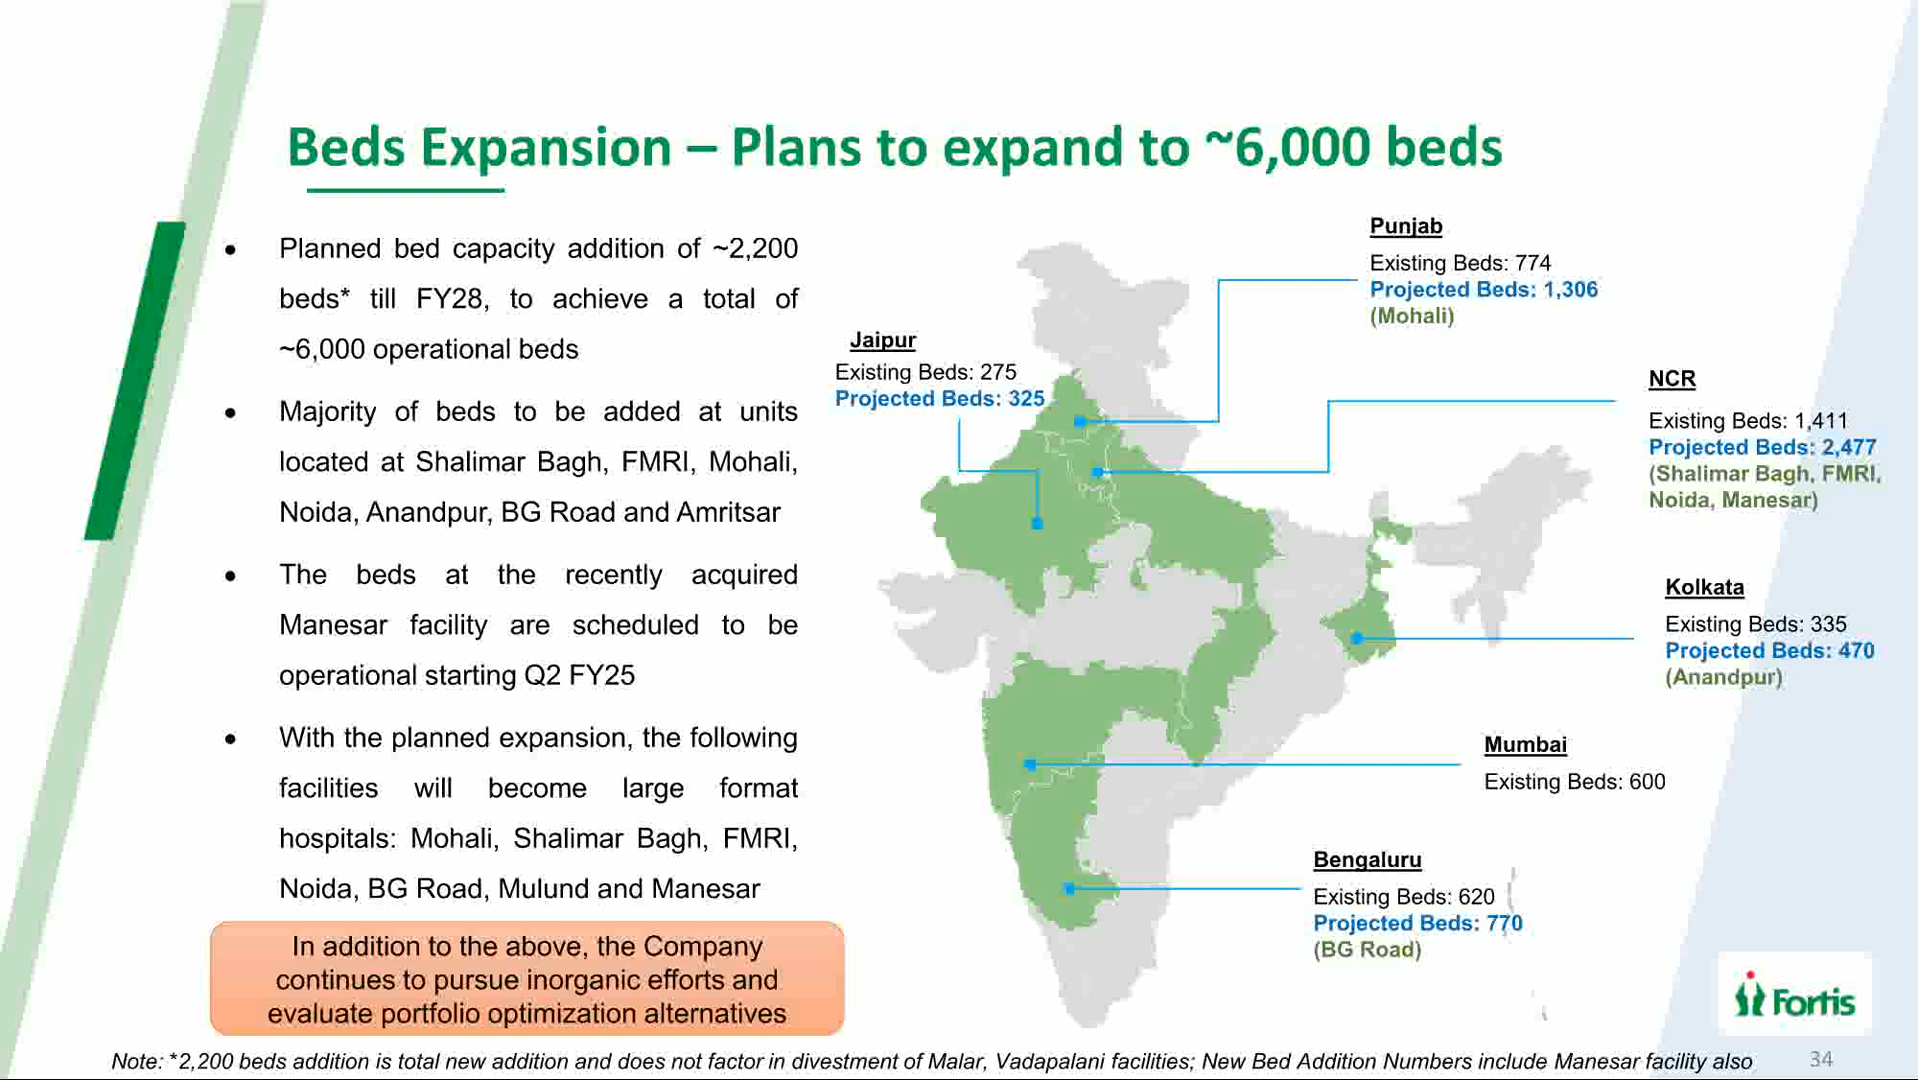 Beds Expansion – Plans to expand to ~6,000 beds
• Planned bed capacity addition of ~2,200
beds* till FY28, to achieve a total of
~6,000 operational beds
• Majority of beds to be added at units
located at Shalimar Bagh, FMRI, Mohali,
Noida, Anandpur, BG Road and Amritsar
• The beds at the recently acquired
Manesar facility are scheduled to be
operational starting Q2 FY25
• With the planned expansion, the following
facilities will become large format
hospitals: Mohali, Shalimar Bagh, FMRI,
Noida, BG Road, Mulund and Manesar
In addition to the above, the Company
continues to pursue inorganic efforts and
evaluate portfolio optimization alternatives
Punjab
Existing Beds: 774
Projected Beds: 1,306
(Mohali)
Jaipur
Existing Beds: 275
Projected Beds: 325
NCR
Existing Beds: 1,411
Projected Beds: 2,477
(Shalimar Bagh, FMRI,
Noida, Manesar)
Kolkata
Existing Beds: 335
Projected Beds: 470
(Anandpur)
Mumbai
Existing Beds: 600
Bengaluru
Existing Beds: 620
Projected Beds: 770
(BG Road)
Fortis
Note: *2,200 beds addition is total new addition and does not factor in divestment of Malar, Vadapalani facilities; New Bed Addition Numbers include Manesar facility also
34